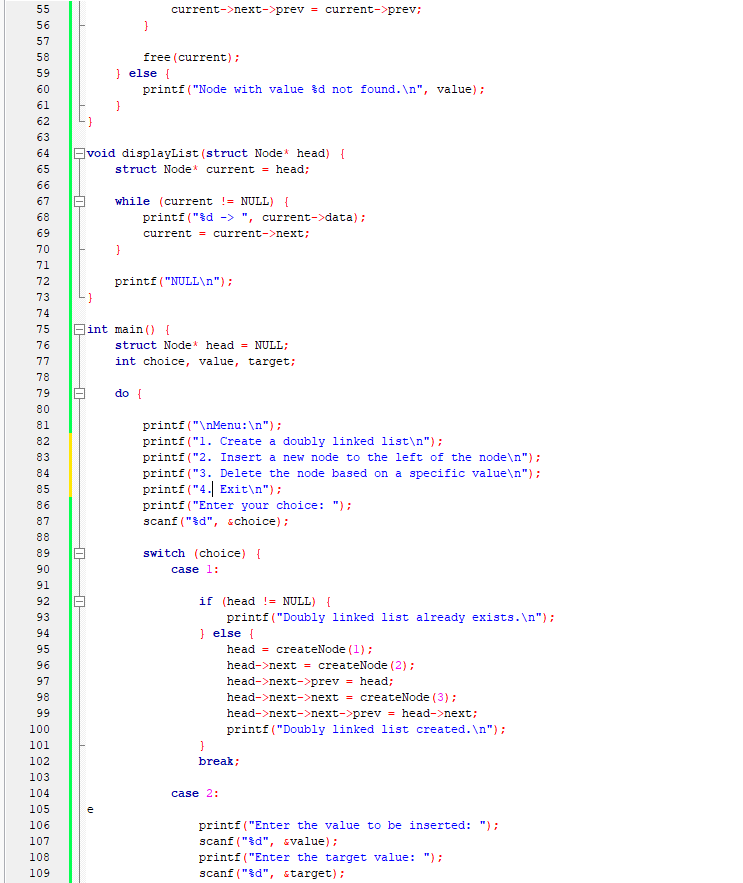 55 current->next->prev = current->prev;
56 }
57
58 free(current);
59 } else {
60 printf("Node with value %d not found.\n", value);
61 }
62 }
63
64 void displayList(struct Node* head) {
65 struct Node* current = head;
66
67 while (current != NULL) {
68 printf("%d -> ", current->data);
69 current = current->next;
70 }
71
72 printf("NULL\n");
73 }
74
75 int main() {
76 struct Node* head = NULL;
77 int choice, value, target;
78
79 do {
80
81 printf("\nMenu:\n");
82 printf("1. Create a doubly linked list\n");
83 printf("2. Insert a new node to the left of the node\n");
84 printf("3. Delete the node based on a specific value\n");
85 printf("4. Exit\n");
86 printf("Enter your choice: ");
87 scanf("%d", &choice);
88
89 switch (choice) {
90 case 1:
91
92 if (head != NULL) {
93 printf("Doubly linked list already exists.\n");
94 } else {
95 head = createNode(1);
96 head->next = createNode(2);
97 head->next->prev = head;
98 head->next->next = createNode(3);
99 head->next->next->prev = head->next;
100 printf("Doubly linked list created.\n");
101 }
102 break;
103
104 case 2:
105 e
106 printf("Enter the value to be inserted: ");
107 scanf("%d", &value);
108 printf("Enter the target value: ");
109 scanf("%d", &target);